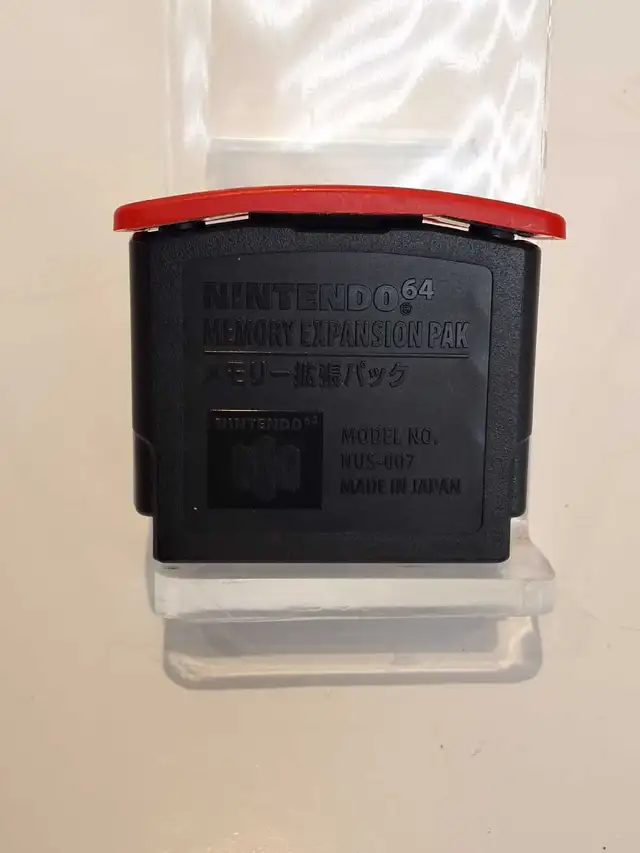 NINTENDO64
®
MEMORY EXPANSION PAK
メモリー拡張パック
NINTENDO64
MODEL NO.
NUS-007
MADE IN JAPAN